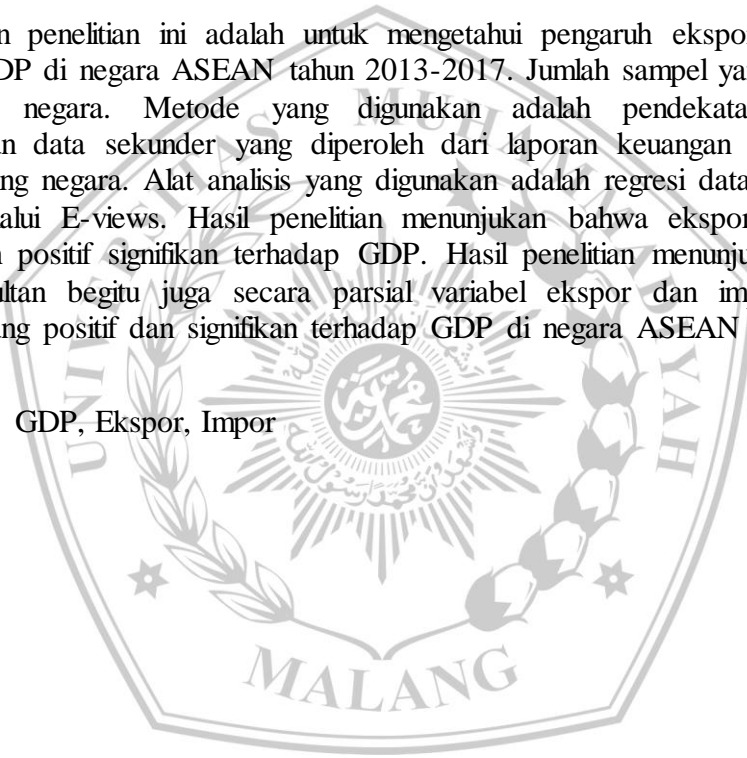 n penelitian ini adalah untuk mengetahui pengaruh ekspor
DP di negara ASEAN tahun 2013-2017. Jumlah sampel ya
negara. Metode yang digunakan adalah pendekata
n data sekunder yang diperoleh dari laporan keuangan
ng negara. Alat analisis yang digunakan adalah regresi data
alui E-views. Hasil penelitian menunjukan bahwa ekspor
positif signifikan terhadap GDP. Hasil penelitian menunju
ltan begitu juga secara parsial variabel ekspor dan im
ng positif dan signifikan terhadap GDP di negara ASEAN
GDP, Ekspor, Impor
UNIVERSITAS MUHAMMADIYAH
MALANG